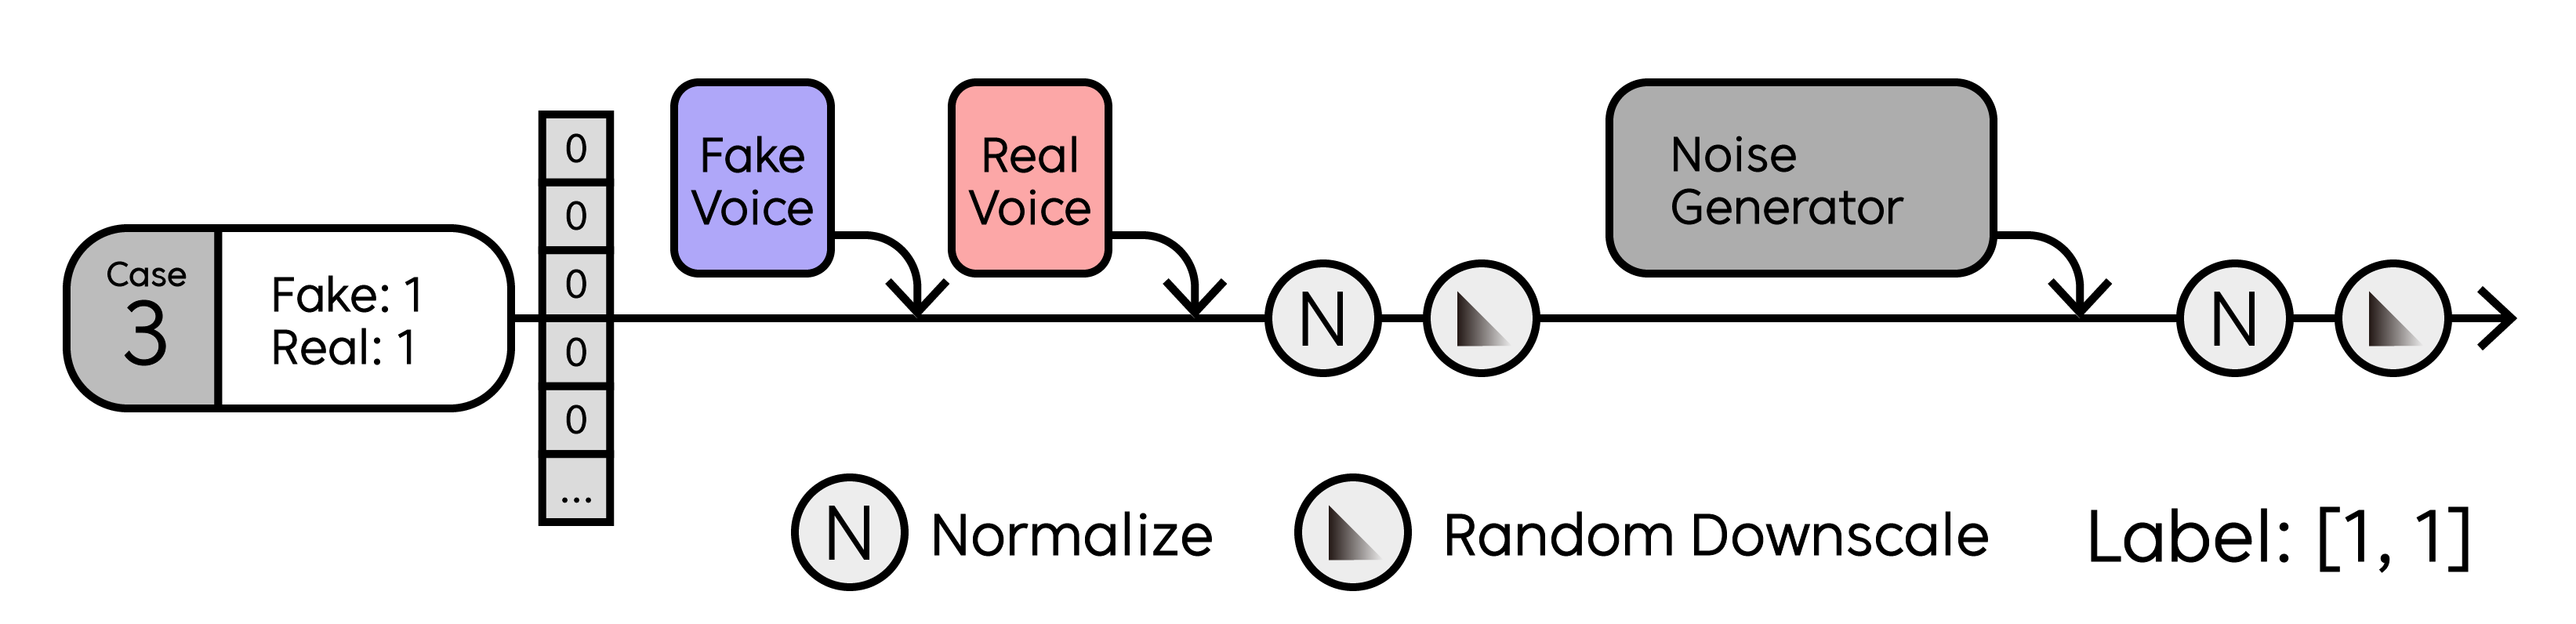 Case
3
Fake: 1
Real: 1
0
0
0
0
0
...
Fake
Voice
Real
Voice
N
Noise
Generator
N
N
Normalize
Random Downscale
Label: [1, 1]